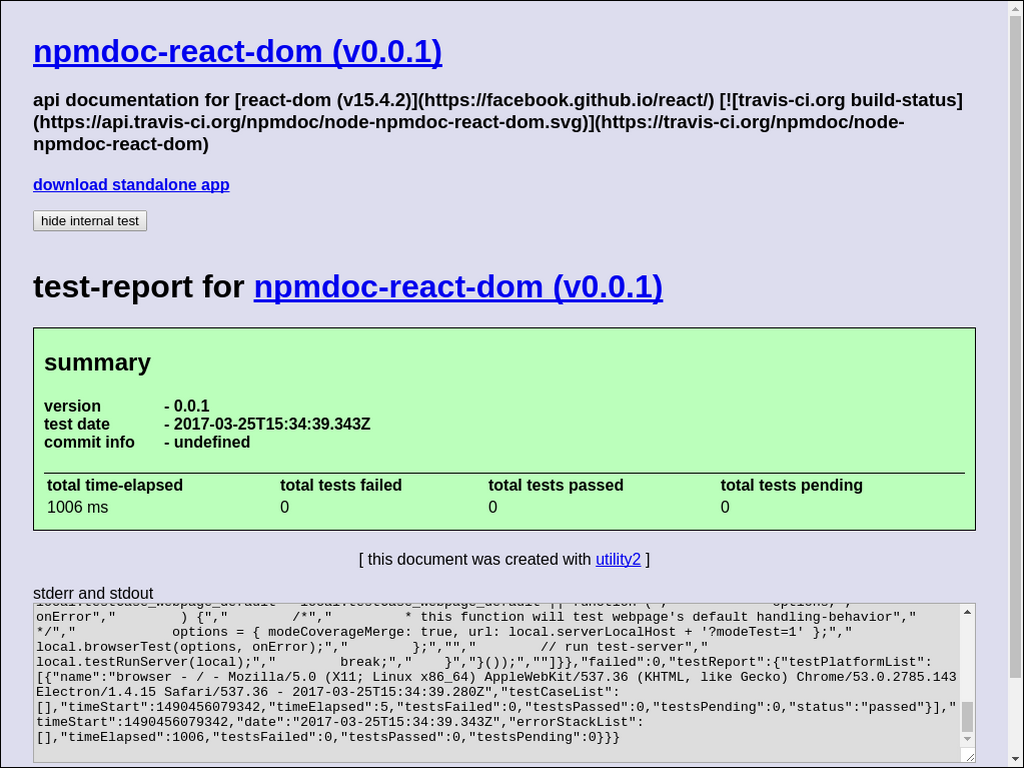 npmdoc-react-dom (v0.0.1)
api documentation for [react-dom (v15.4.2)](https://facebook.github.io/react/) [![travis-ci.org build-status]
(https://api.travis-ci.org/npmdoc/node-npmdoc-react-dom.svg)](https://travis-ci.org/npmdoc/node-
npmdoc-react-dom)
download standalone app
hide internal test
test-report for npmdoc-react-dom (v0.0.1)
summary
version - 0.0.1
test date - 2017-03-25T15:34:39.343Z
commit info - undefined
total time-elapsed total tests failed total tests passed total tests pending
1006 ms 0 0 0
[ this document was created with utility2 ]
stderr and stdout
local.testCase_webpage_default = local.testCase_webpage_default || function (","            options,","
onError","        ) {","        /*","         * this function will test webpage's default handling-behavior","
*/","            options = { modeCoverageMerge: true, url: local.serverLocalHost + '?modeTest=1' };","
local.browserTest(options, onError);","        };","","        // run test-server","
local.testRunServer(local);","        break;","    }","}());",""]}},"failed":0,"testReport":{"testPlatformList":
[{"name":"browser - / - Mozilla/5.0 (X11; Linux x86_64) AppleWebKit/537.36 (KHTML, like Gecko) Chrome/53.0.2785.143
Electron/1.4.15 Safari/537.36 - 2017-03-25T15:34:39.280Z","testCaseList":
[],"timeStart":1490456079342,"timeElapsed":5,"testsFailed":0,"testsPassed":0,"testsPending":0,"status":"passed"}],"
timeStart":1490456079342,"date":"2017-03-25T15:34:39.343Z","errorStackList":
[],"timeElapsed":1006,"testsFailed":0,"testsPassed":0,"testsPending":0}}}